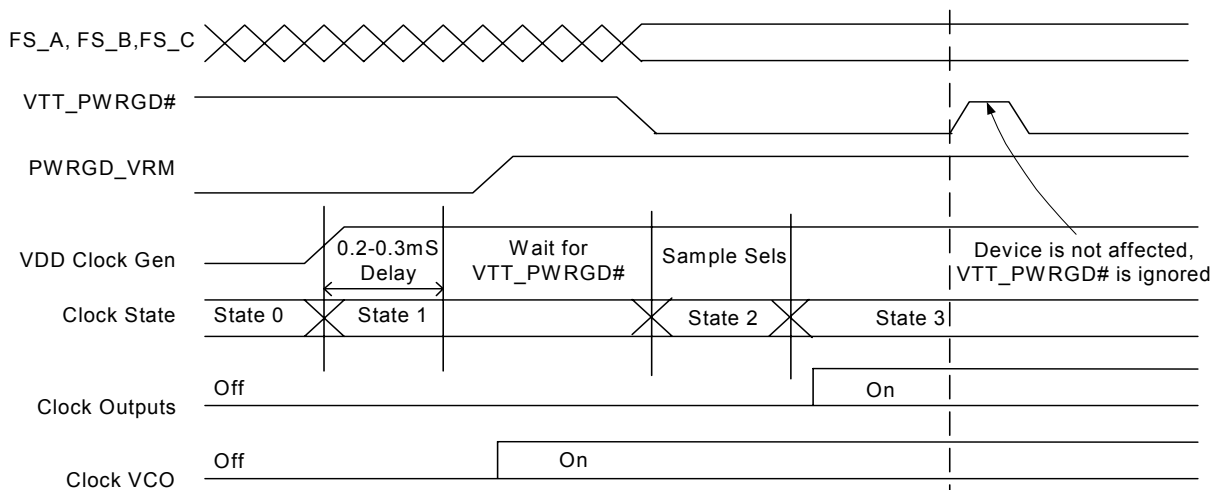 FS_A, FS_B,FS_C
VTT_PWRGD#
PWRGD_VRM
VDD Clock Gen
0.2-0.3mS
Delay
Wait for
VTT_PWRGD#
Sample Sels
Device is not affected,
VTT_PWRGD# is ignored
Clock State
State 0
State 1
State 2
State 3
Clock Outputs
Off
On
Clock VCO
Off
On